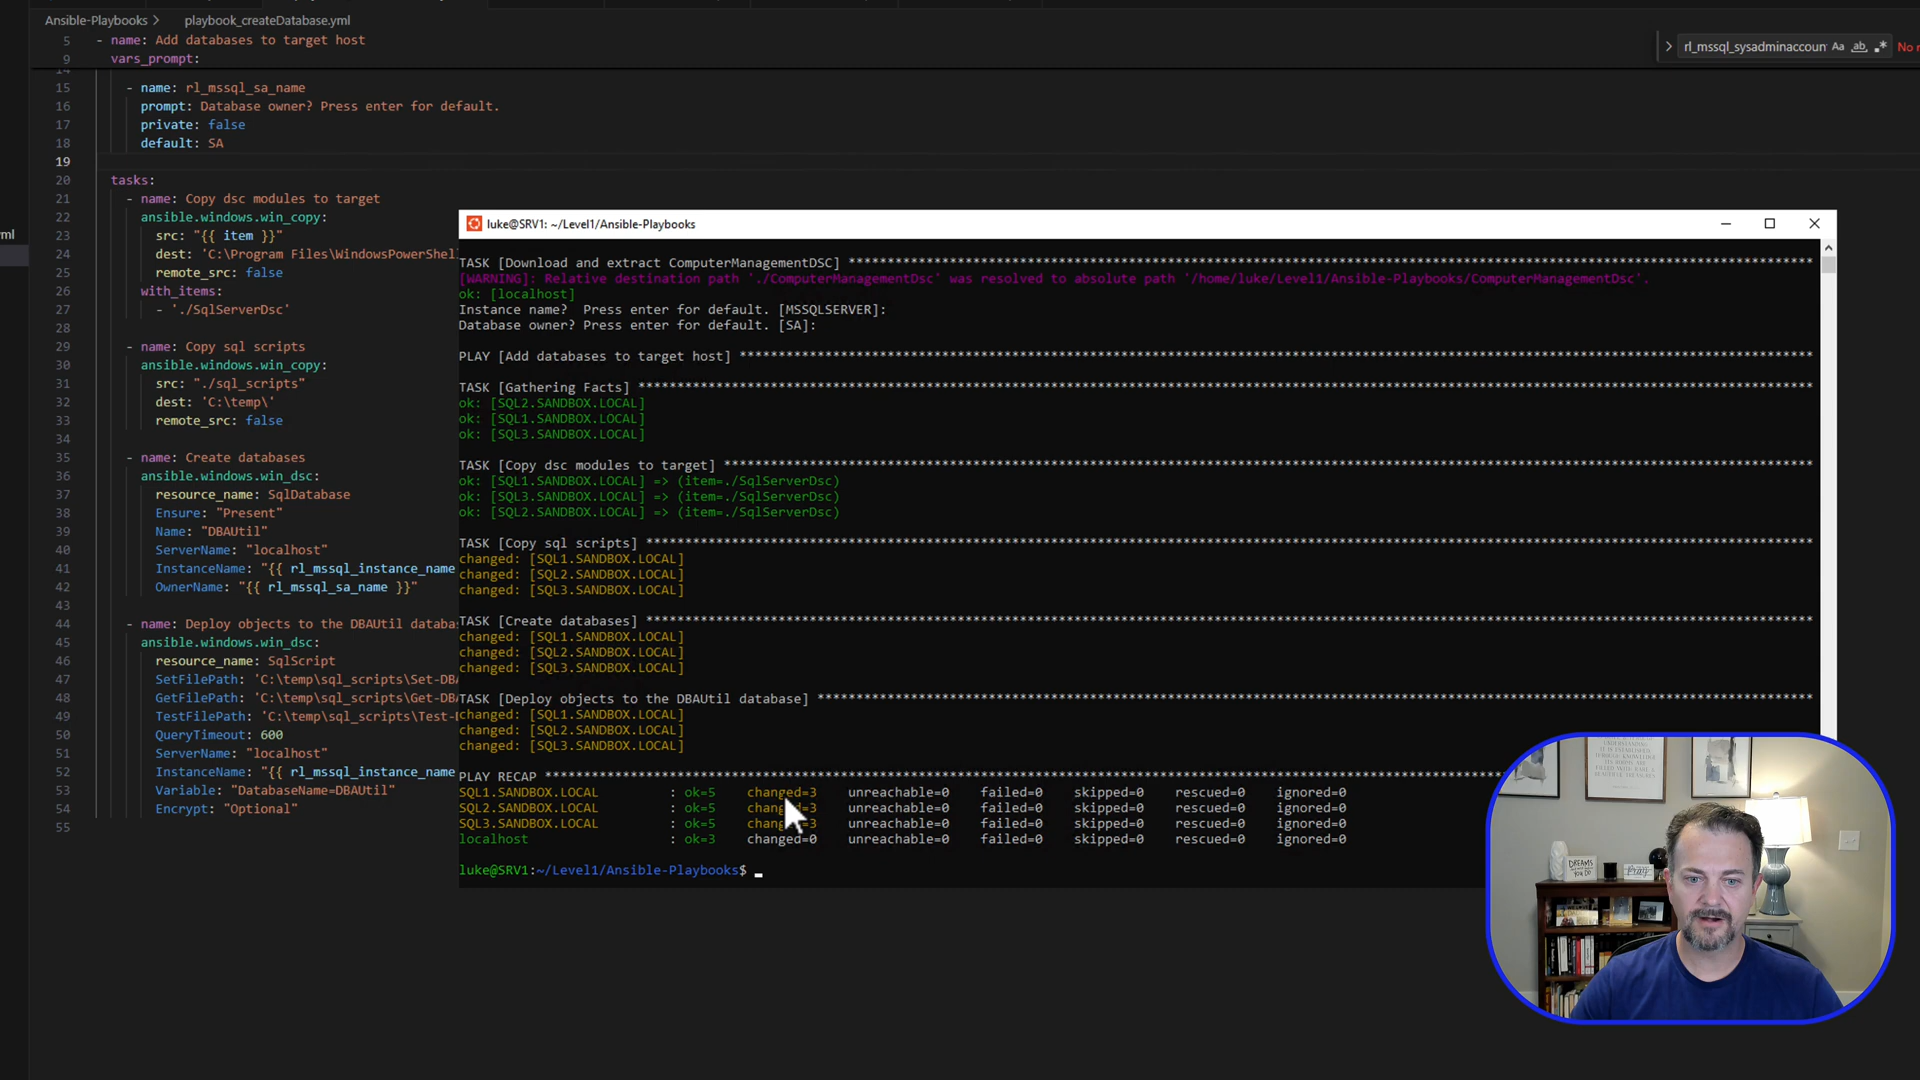 Ansible-Playbooks > playbook_createDatabase.yml
5 - name: Add databases to target host
9 vars_prompt:
rl_mssql_sysadminaccoun Aa ab .* No
14
15 - name: rl_mssql_sa_name
16 prompt: Database owner? Press enter for default.
17 private: false
18 default: SA
19
20 tasks:
21 - name: Copy dsc modules to target
22 ansible.windows.win_copy:
23 src: "{{ item }}"
24 dest: 'C:\Program Files\WindowsPowerShel
25 remote_src: false
26 with_items:
27 - './SqlServerDsc'
28
29 - name: Copy sql scripts
30 ansible.windows.win_copy:
31 src: "./sql_scripts"
32 dest: 'C:\temp\'
33 remote_src: false
34
35 - name: Create databases
36 ansible.windows.win_dsc:
37 resource_name: SqlDatabase
38 Ensure: "Present"
39 Name: "DBAUtil"
40 ServerName: "localhost"
41 InstanceName: "{{ rl_mssql_instance_name
42 OwnerName: "{{ rl_mssql_sa_name }}"
43
44 - name: Deploy objects to the DBAUtil databa
45 ansible.windows.win_dsc:
46 resource_name: SqlScript
47 SetFilePath: 'C:\temp\sql_scripts\Set-DB
48 GetFilePath: 'C:\temp\sql_scripts\Get-DB
49 TestFilePath: 'C:\temp\sql_scripts\Test-
50 QueryTimeout: 600
51 ServerName: "localhost"
52 InstanceName: "{{ rl_mssql_instance_name
53 Variable: "DatabaseName=DBAUtil"
54 Encrypt: "Optional"
55
yml
luke@SRV1: ~/Level1/Ansible-Playbooks
TASK [Download and extract ComputerManagementDSC] ****
[WARNING]: Relative destination path './ComputerManagementDsc' was resolved to absolute path '/home/luke/Level1/Ansible-Playbooks/ComputerManagementDsc'.
ok: [localhost]
Instance name?  Press enter for default. [MSSQLSERVER]:
Database owner? Press enter for default. [SA]:
PLAY [Add databases to target host] ****
TASK [Gathering Facts] ****
ok: [SQL2.SANDBOX.LOCAL]
ok: [SQL1.SANDBOX.LOCAL]
ok: [SQL3.SANDBOX.LOCAL]
TASK [Copy dsc modules to target] ****
ok: [SQL1.SANDBOX.LOCAL] => (item=./SqlServerDsc)
ok: [SQL3.SANDBOX.LOCAL] => (item=./SqlServerDsc)
ok: [SQL2.SANDBOX.LOCAL] => (item=./SqlServerDsc)
TASK [Copy sql scripts] ****
changed: [SQL1.SANDBOX.LOCAL]
changed: [SQL2.SANDBOX.LOCAL]
changed: [SQL3.SANDBOX.LOCAL]
TASK [Create databases] ****
changed: [SQL1.SANDBOX.LOCAL]
changed: [SQL2.SANDBOX.LOCAL]
changed: [SQL3.SANDBOX.LOCAL]
TASK [Deploy objects to the DBAUtil database] ****
changed: [SQL1.SANDBOX.LOCAL]
changed: [SQL2.SANDBOX.LOCAL]
changed: [SQL3.SANDBOX.LOCAL]
PLAY RECAP ****
SQL1.SANDBOX.LOCAL : ok=5 changed=3 unreachable=0 failed=0 skipped=0 rescued=0 ignored=0
SQL2.SANDBOX.LOCAL : ok=5 changed=3 unreachable=0 failed=0 skipped=0 rescued=0 ignored=0
SQL3.SANDBOX.LOCAL : ok=5 changed=3 unreachable=0 failed=0 skipped=0 rescued=0 ignored=0
localhost : ok=3 changed=0 unreachable=0 failed=0 skipped=0 rescued=0 ignored=0
luke@SRV1:~/Level1/Ansible-Playbooks$
DREAMS
pray